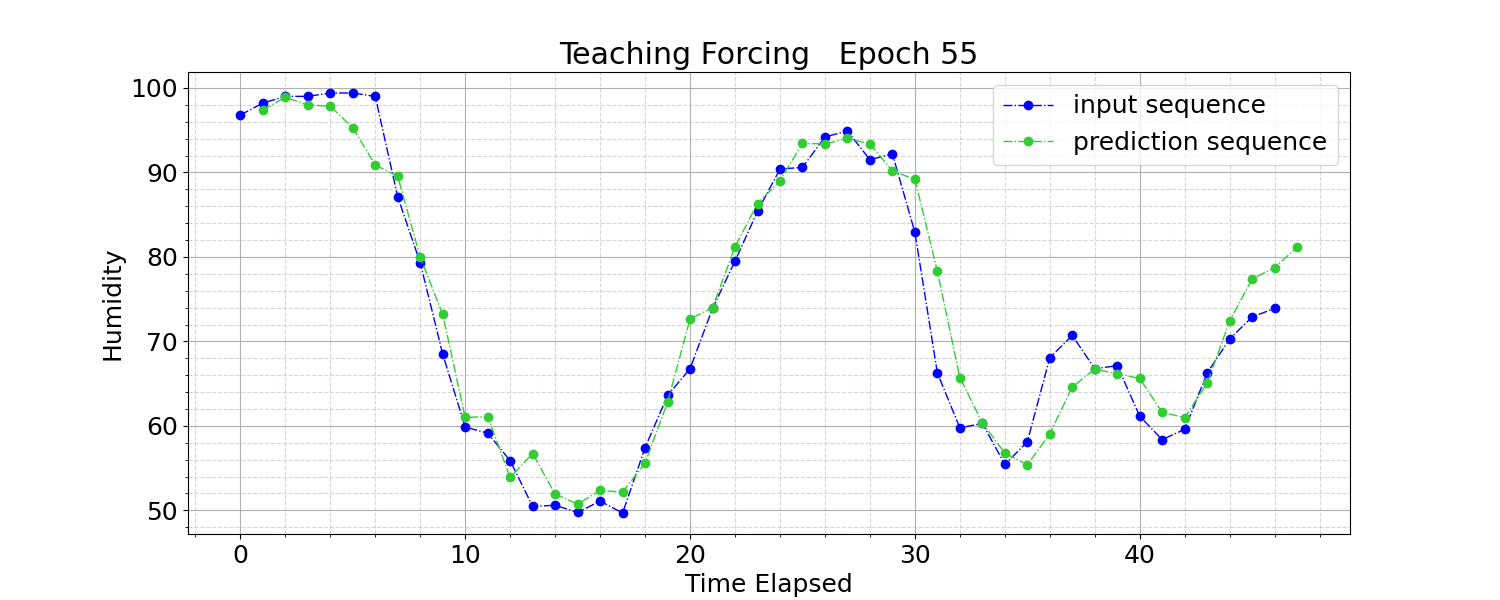 Teaching Forcing   Epoch 55
input sequence
prediction sequence
Humidity
100
90
80
70
60
50
0 10 20 30 40
Time Elapsed